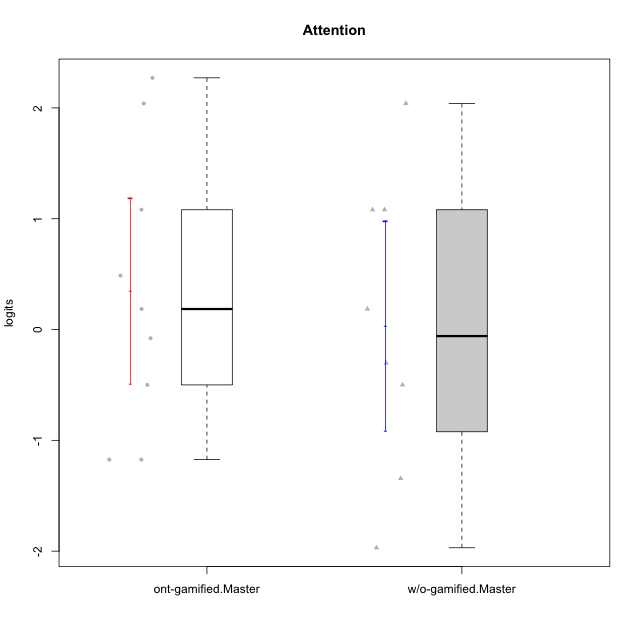 Attention
logits
2
1
0
-1
-2
ont-gamified.Master
w/o-gamified.Master